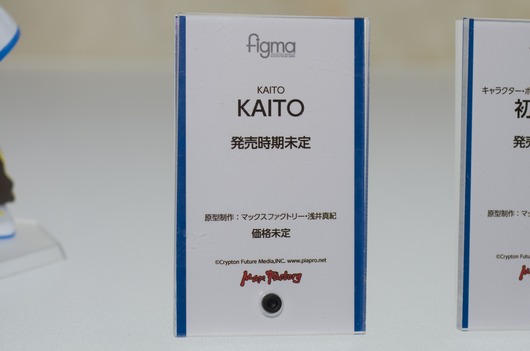 figma
KAITO
KAITO
発売時期未定
原型制作：マックスファクトリー・浅井真紀
価格未定
©Crypton Future Media,INC. www.piapro.net
Max Factory
キャラクター・ボ
初
発売
原型制作：マッ
©Crypton F